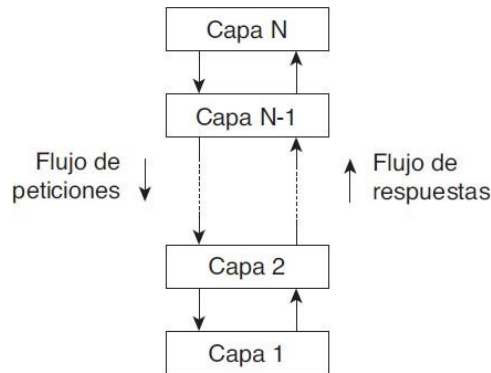 Capa N
Capa N-1
Flujo de
peticiones
Flujo de
respuestas
Capa 2
Capa 1